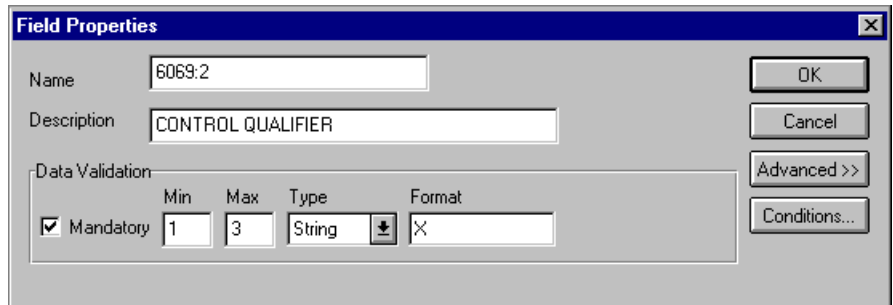 Field Properties
Name 6069:2 OK
Description CONTROL QUALIFIER Cancel
Data Validation Advanced >>
Min Max Type Format
Mandatory 1 3 String X Conditions...